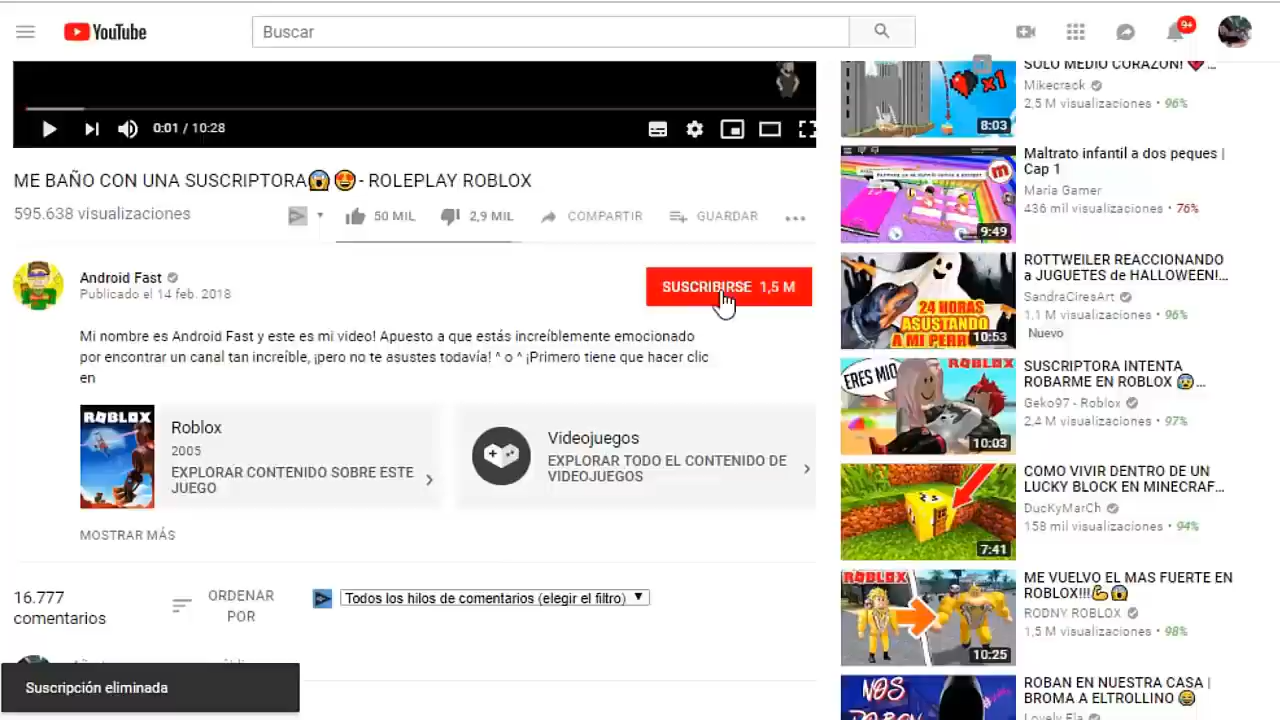 YouTube
Buscar
9+
0:01 / 10:28
ME BAÑO CON UNA SUSCRIPTORA😱😍- ROLEPLAY ROBLOX
595.638 visualizaciones
50 MIL
2,9 MIL
COMPARTIR
GUARDAR
Android Fast
Publicado el 14 feb. 2018
SUSCRIBIRSE 1,5 M
Mi nombre es Android Fast y este es mi video! Apuesto a que estás increíblemente emocionado
por encontrar un canal tan increíble, ¡pero no te asustes todavía! ^ o ^ ¡Primero tiene que hacer clic
en
ROBLOX
Roblox
2005
EXPLORAR CONTENIDO SOBRE ESTE
JUEGO
Videojuegos
EXPLORAR TODO EL CONTENIDO DE
VIDEOJUEGOS
MOSTRAR MÁS
16.777
comentarios
ORDENAR
POR
Todos los hilos de comentarios (elegir el filtro)
Suscripción eliminada
x1
8:03
SOLO MEDIO CORAZÓN! 💔...
Mikecrack
2,5 M visualizaciones • 96%
9:49
Maltrato infantil a dos peques |
Cap 1
María Gamer
436 mil visualizaciones • 76%
24 HORAS
ASUSTANDO
A MI PERRO
10:53
ROTTWEILER REACCIONANDO
a JUGUETES de HALLOWEEN!...
SandraCiresArt
1,1 M visualizaciones • 96%
Nuevo
ERES MIO
ROBLOX
10:03
SUSCRIPTORA INTENTA
ROBARME EN ROBLOX 😰...
Geko97 - Roblox
2,4 M visualizaciones • 97%
7:41
COMO VIVIR DENTRO DE UN
LUCKY BLOCK EN MINECRAF...
DucKyMarCh
158 mil visualizaciones • 94%
ROBLOX
10:25
ME VUELVO EL MAS FUERTE EN
ROBLOX!!!💪😱
RODNY ROBLOX
1,5 M visualizaciones • 98%
NOS
ROBAN EN NUESTRA CASA |
BROMA A ELTROLLINO 😂
Lovely Ela